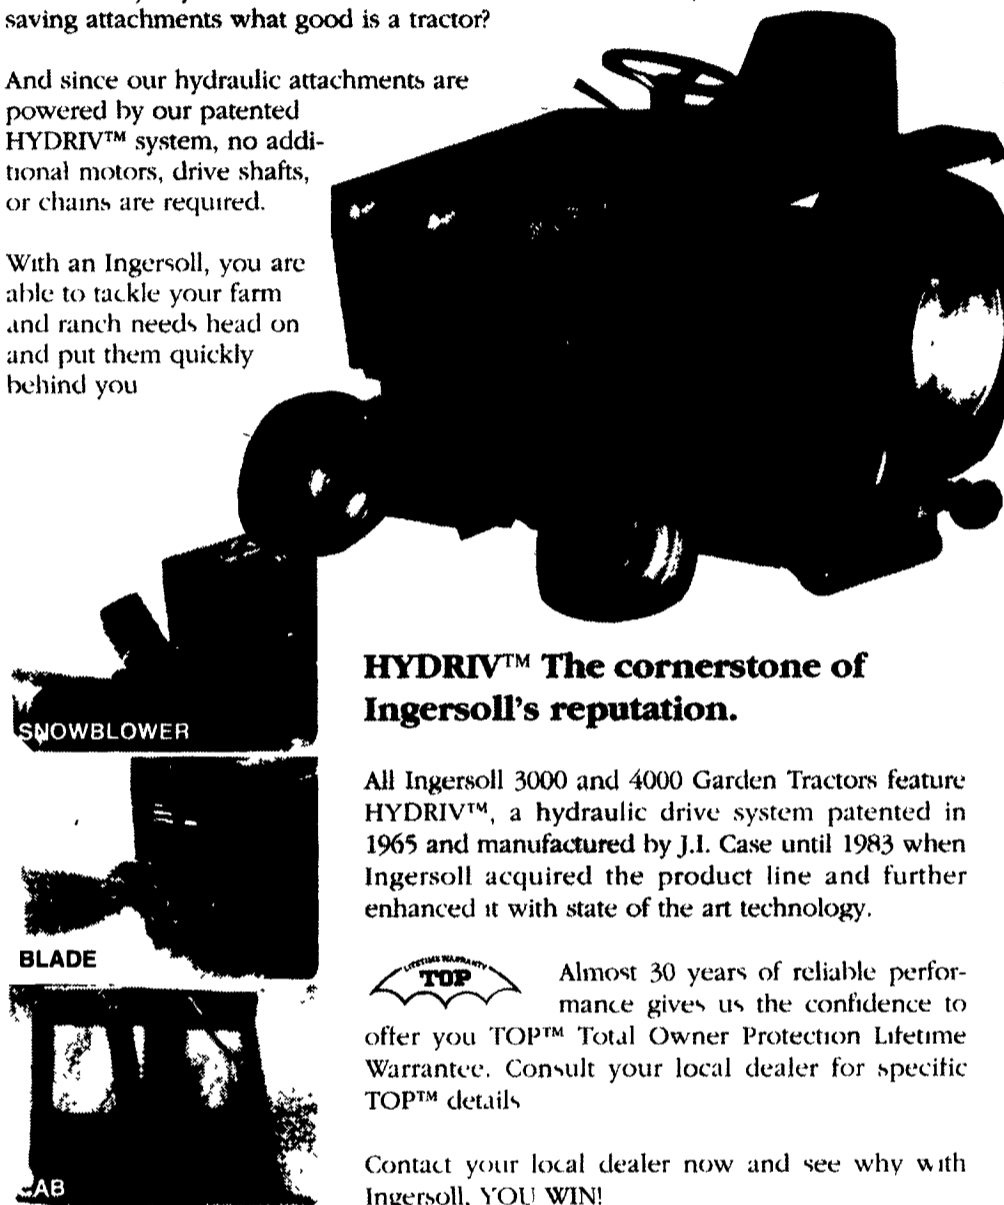 saving attachments what good is a tractor?
And since our hydraulic attachments are
powered by our patented
HYDRIV™ system, no addi-
tional motors, drive shafts,
or chains are required.
With an Ingersoll, you are
able to tackle your farm
and ranch needs head on
and put them quickly
behind you
SNOWBLOWER
BLADE
CAB
HYDRIV™ The cornerstone of
Ingersoll's reputation.
All Ingersoll 3000 and 4000 Garden Tractors feature
HYDRIV™, a hydraulic drive system patented in
1965 and manufactured by J.I. Case until 1983 when
Ingersoll acquired the product line and further
enhanced it with state of the art technology.
LIFETIME WARRANTY
TOP
Almost 30 years of reliable perfor-
mance gives us the confidence to
offer you TOP™ Total Owner Protection Lifetime
Warrantee. Consult your local dealer for specific
TOP™ details
Contact your local dealer now and see why with
Ingersoll, YOU WIN!